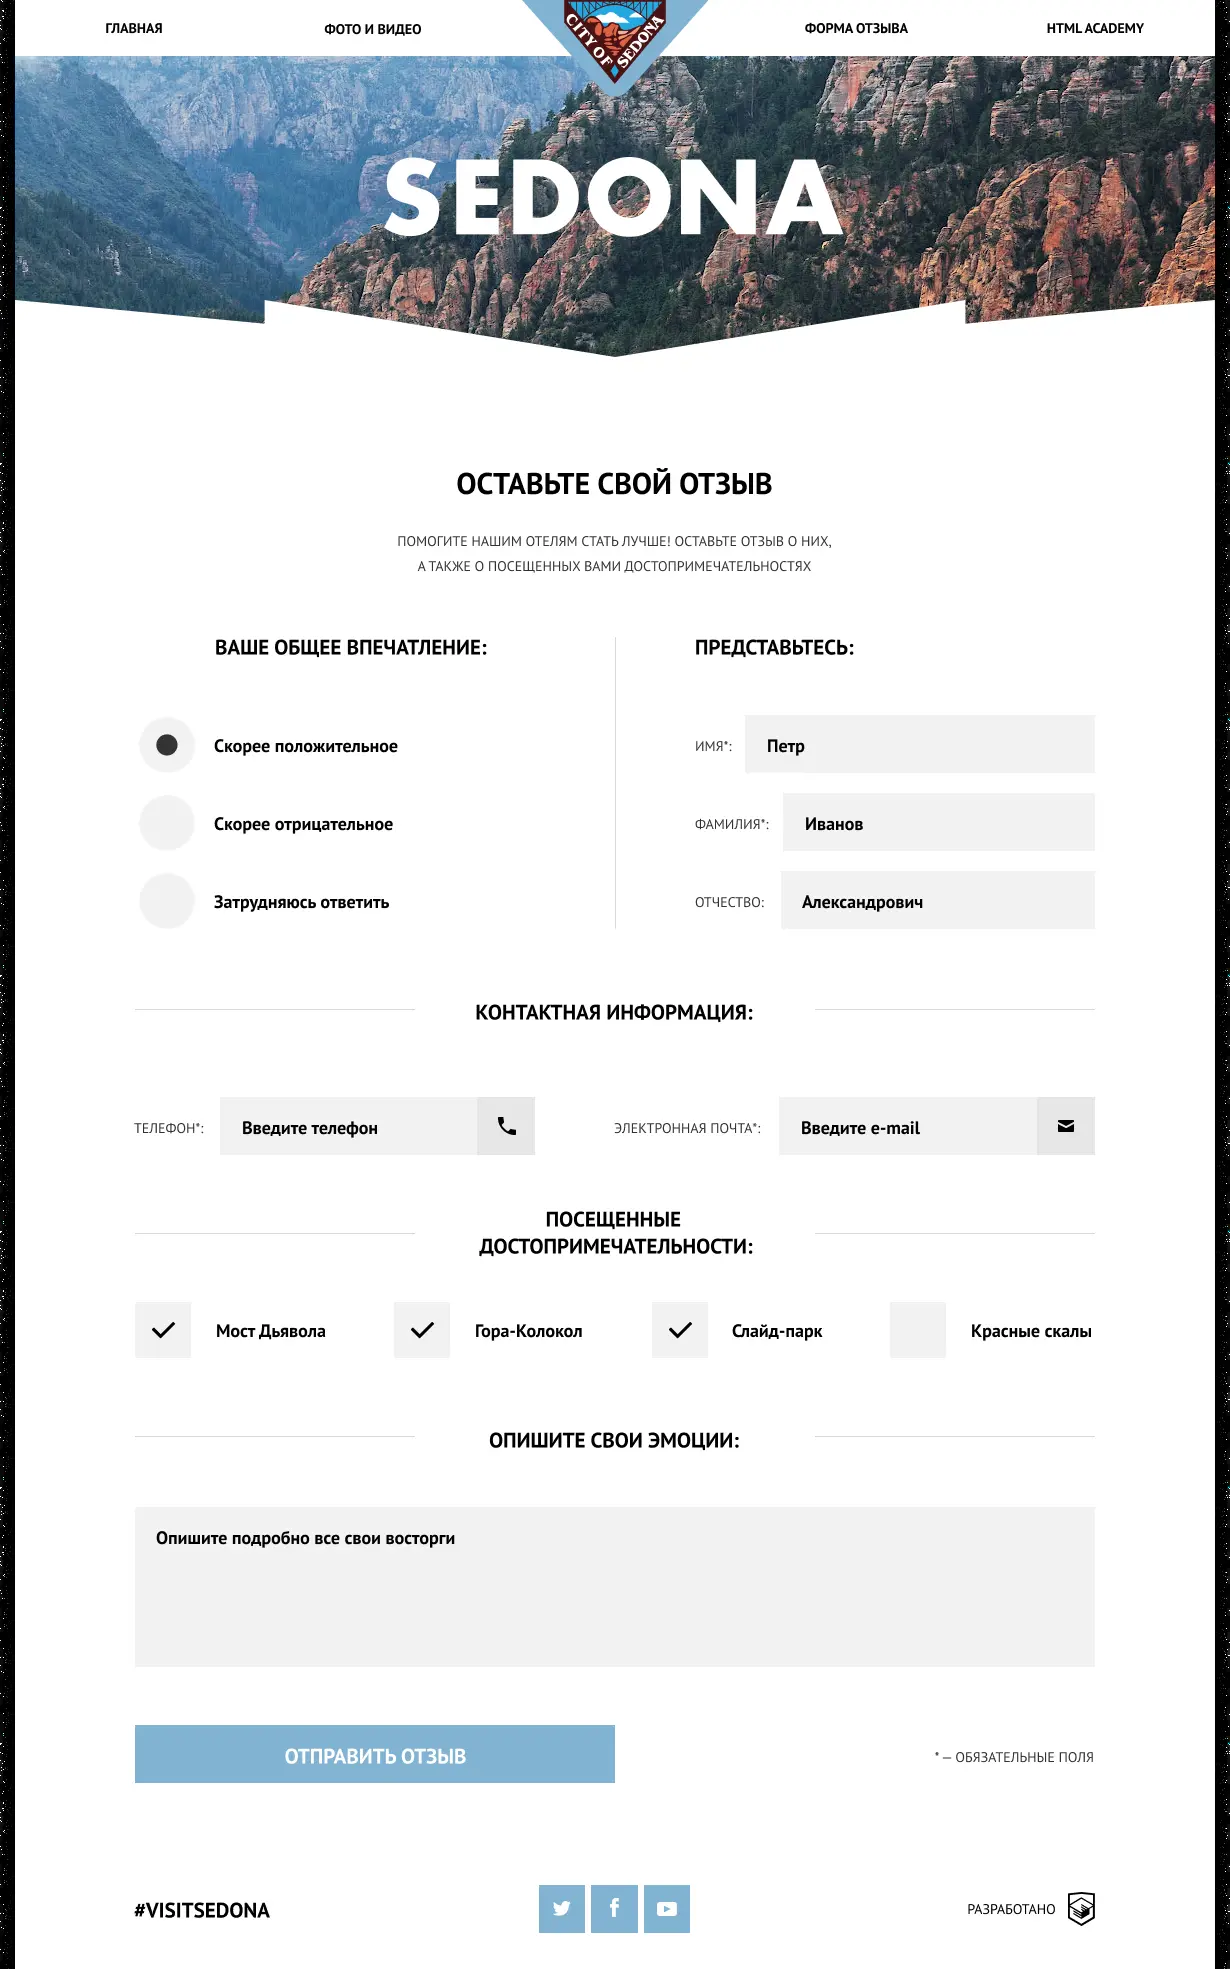 ГЛАВНАЯ
ФОТО И ВИДЕО
CITY OF SEDONA
ФОРМА ОТЗЫВА
HTML ACADEMY
SEDONA
ОСТАВЬТЕ СВОЙ ОТЗЫВ
ПОМОГИТЕ НАШИМ ОТЕЛЯМ СТАТЬ ЛУЧШЕ! ОСТАВЬТЕ ОТЗЫВ О НИХ,
А ТАКЖЕ О ПОСЕЩЕННЫХ ВАМИ ДОСТОПРИМЕЧАТЕЛЬНОСТЯХ
ВАШЕ ОБЩЕЕ ВПЕЧАТЛЕНИЕ:
Скорее положительное
Скорее отрицательное
Затрудняюсь ответить
ПРЕДСТАВЬТЕСЬ:
ИМЯ*:
Петр
ФАМИЛИЯ*:
Иванов
ОТЧЕСТВО:
Александрович
КОНТАКТНАЯ ИНФОРМАЦИЯ:
ТЕЛЕФОН*:
Введите телефон
ЭЛЕКТРОННАЯ ПОЧТА*:
Введите e-mail
ПОСЕЩЕННЫЕ
ДОСТОПРИМЕЧАТЕЛЬНОСТИ:
Мост Дьявола
Гора-Колокол
Слайд-парк
Красные скалы
ОПИШИТЕ СВОИ ЭМОЦИИ:
Опишите подробно все свои восторги
ОТПРАВИТЬ ОТЗЫВ
* — ОБЯЗАТЕЛЬНЫЕ ПОЛЯ
#VISITSEDONA
РАЗРАБОТАНО